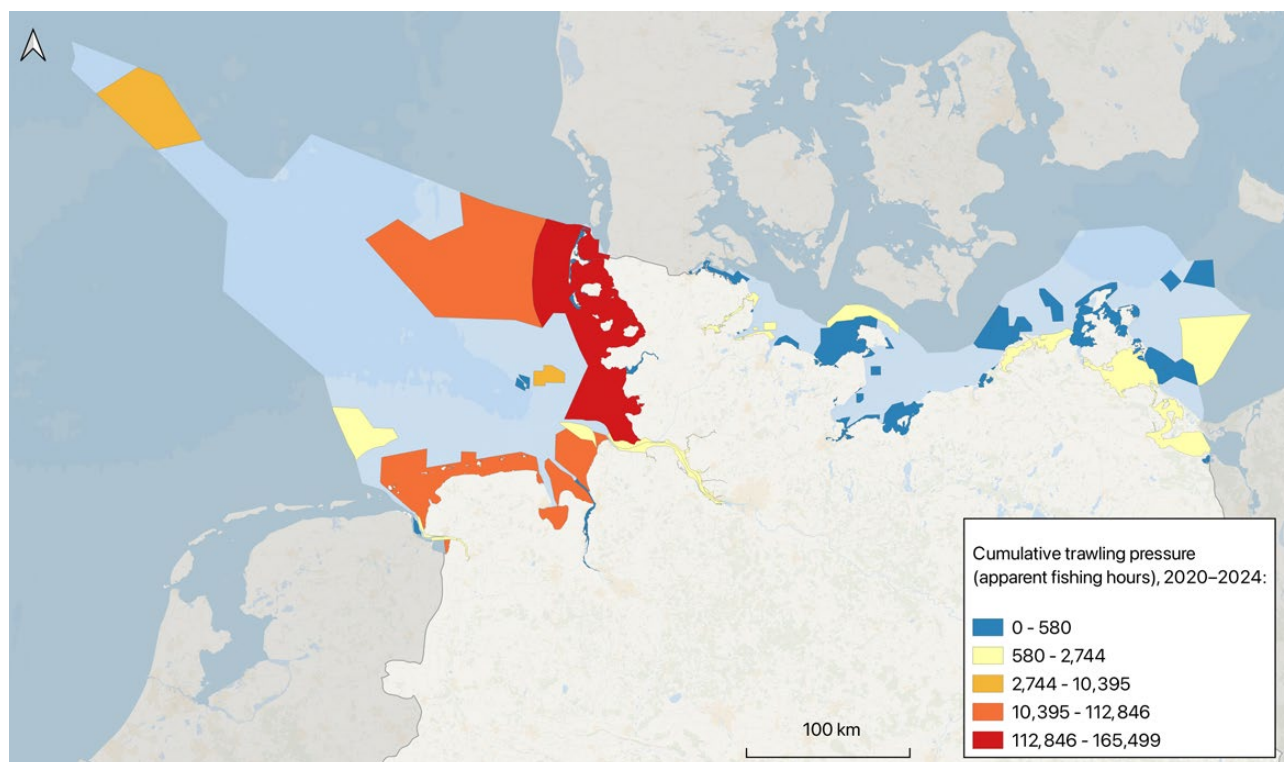 Cumulative trawling pressure
(apparent fishing hours), 2020–2024:
0 - 580
580 - 2,744
2,744 - 10,395
10,395 - 112,846
112,846 - 165,499
100 km